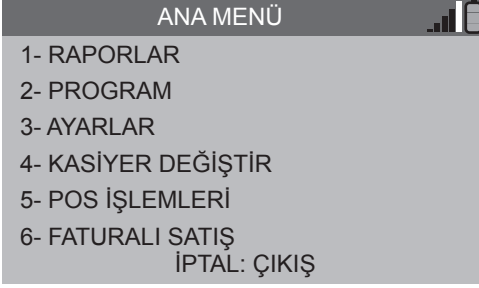 ANA MENÜ
1- RAPORLAR
2- PROGRAM
3- AYARLAR
4- KASİYER DEĞİŞTİR
5- POS İŞLEMLERİ
6- FATURALI SATIŞ
İPTAL: ÇIKIŞ